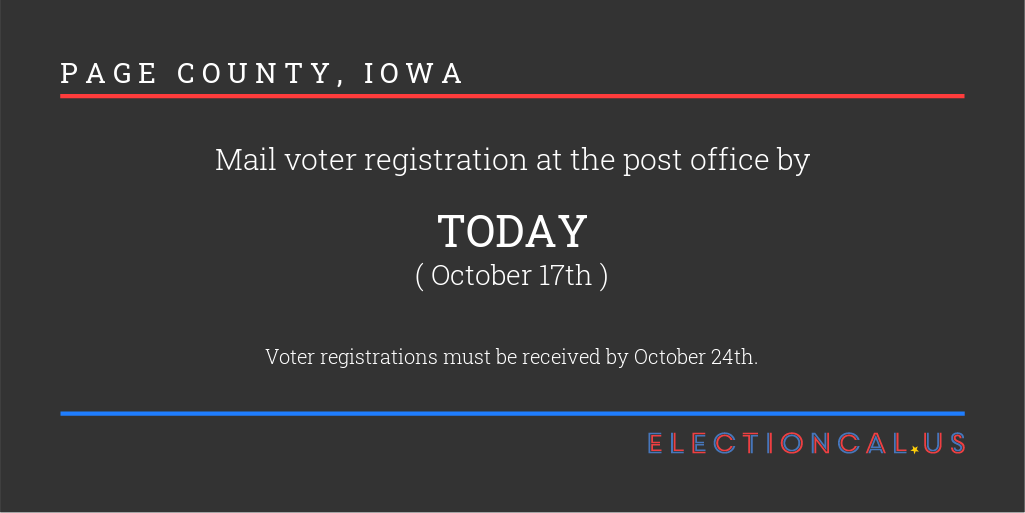 PAGE COUNTY, IOWA
Mail voter registration at the post office by
TODAY
( October 17th )
Voter registrations must be received by October 24th.
ELECTIONCAL.US